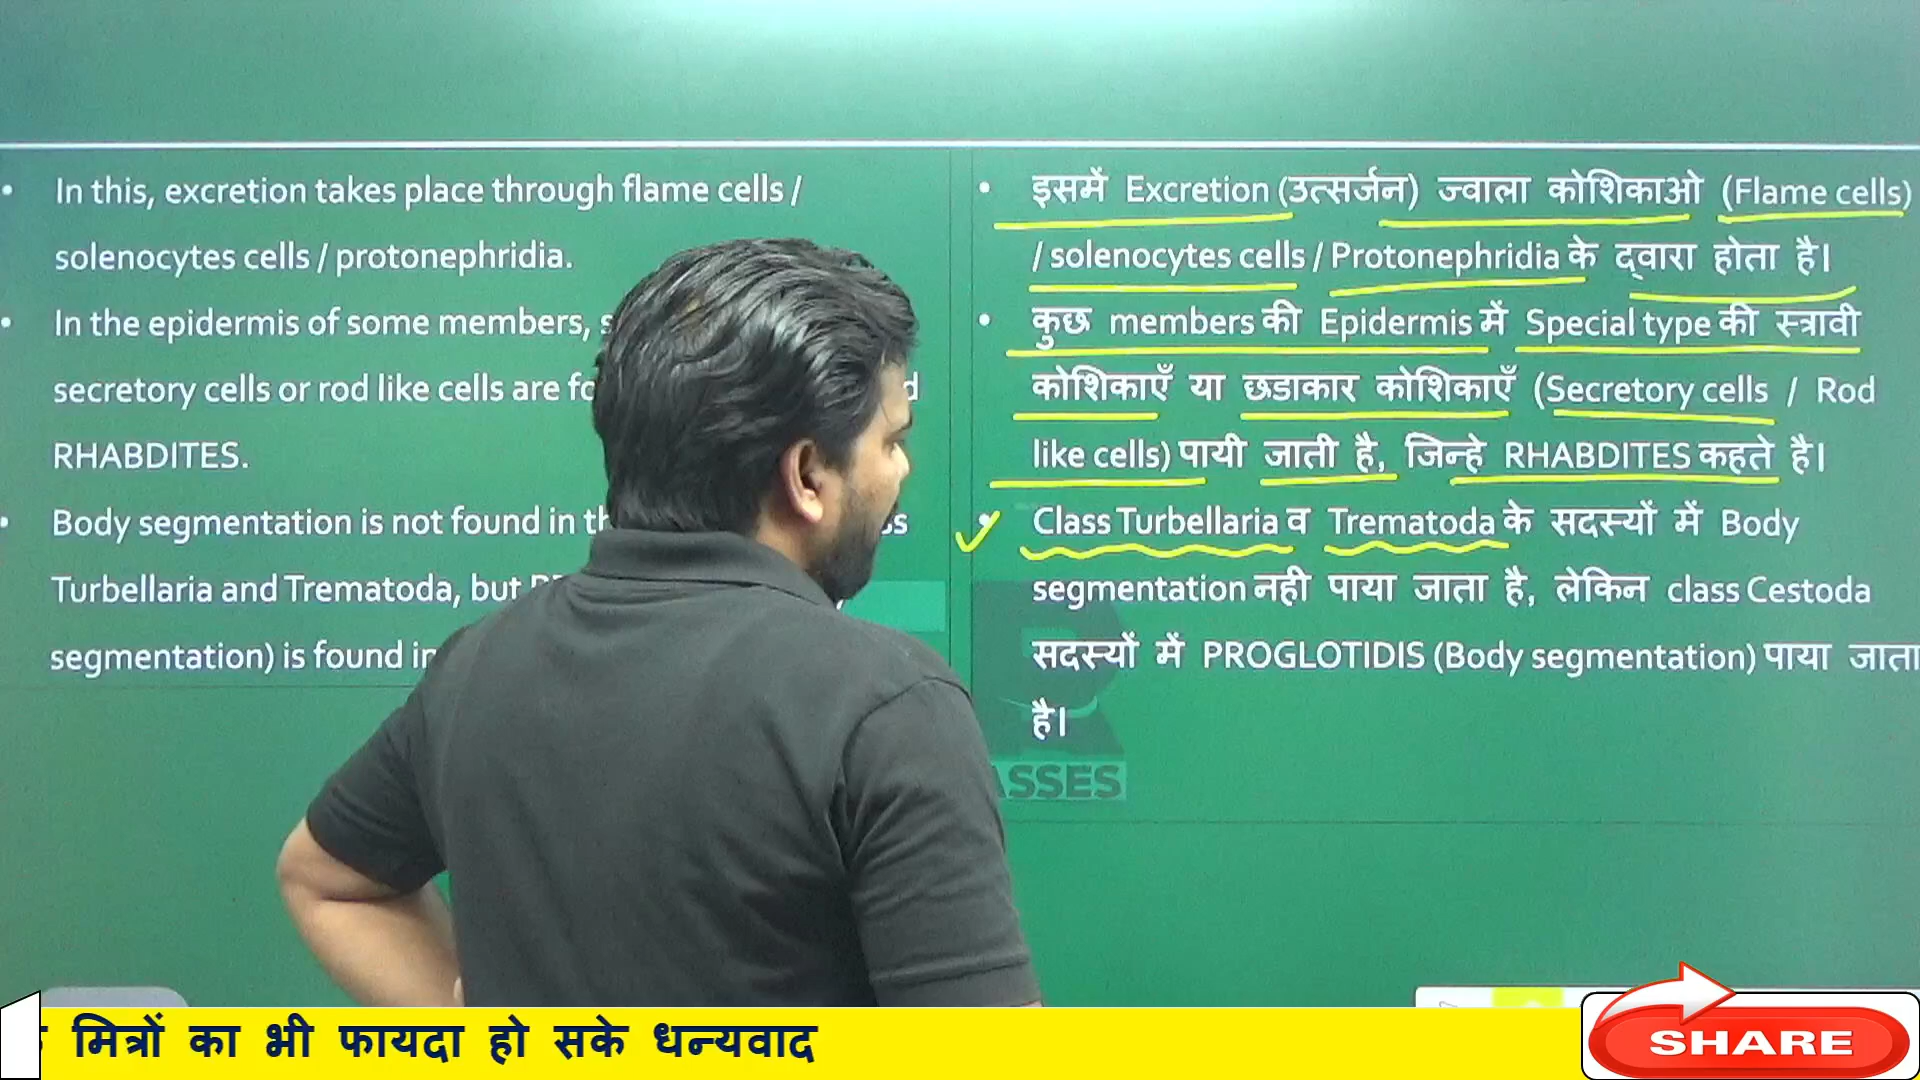 In this, excretion takes place through flame cells /
solenocytes cells / protonephridia.
In the epidermis of some members,
secretory cells or rod like cells are
RHABDITES.
Body segmentation is not found in
Turbellaria and Trematoda, but
segmentation) is found in
इसमें Excretion (उत्सर्जन) ज्वाला कोशिकाओ (Flame cells)
/ solenocytes cells / Protonephridia के द्वारा होता है।
कुछ members की Epidermis में Special type की स्त्रावी
कोशिकाएँ या छडाकार कोशिकाएँ (Secretory cells / Rod
like cells) पायी जाती है, जिन्हे RHABDITES कहते है।
Class Turbellaria व Trematoda के सदस्यों में Body
segmentation नही पाया जाता है, लेकिन class Cestoda
सदस्यों में PROGLOTIDIS (Body segmentation) पाया जाता
है।
ASSES
मित्रों का भी फायदा हो सके धन्यवाद
SHARE